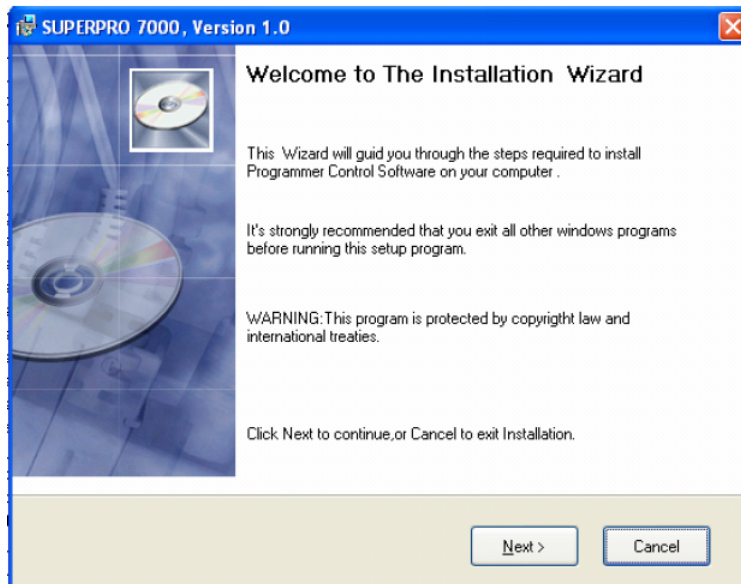 SUPERPRO 7000, Version 1.0
Welcome to The Installation Wizard
This Wizard will guid you through the steps required to install
Programmer Control Software on your computer .
It's strongly recommended that you exit all other windows programs
before running this setup program.
WARNING:This program is protected by copyrigtht law and
international treaties.
Click Next to continue,or Cancel to exit Installation.
Next >
Cancel